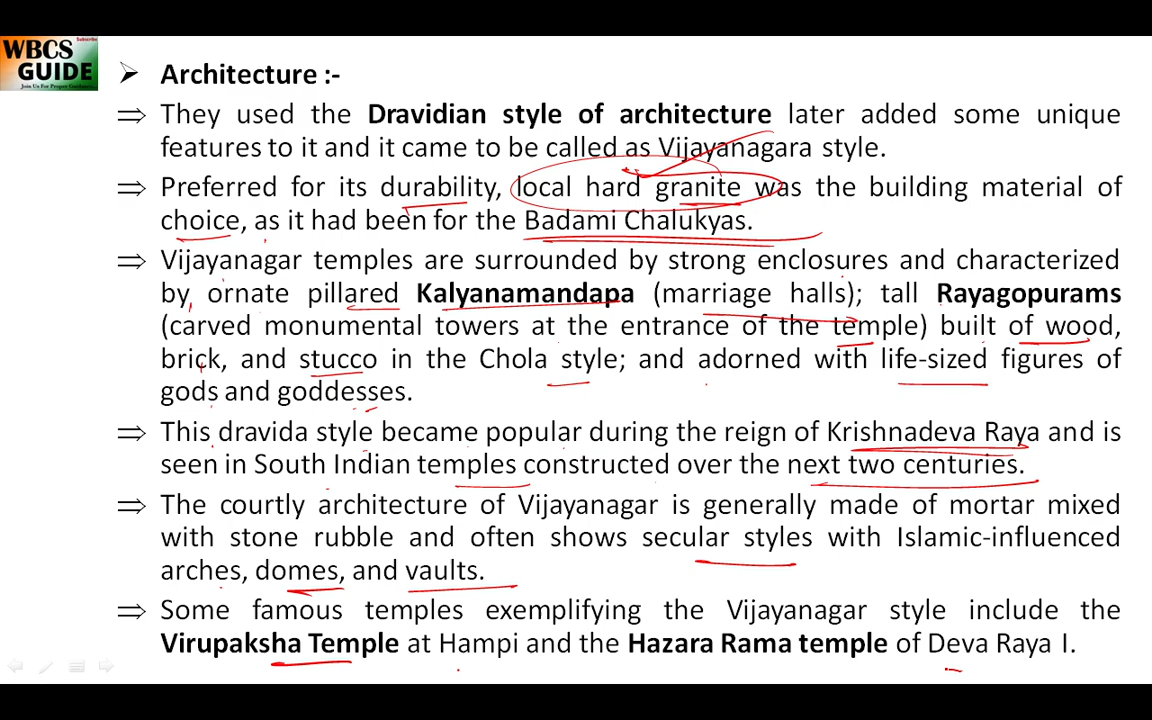 Subscribe
WBCS
GUIDE
Architecture :-
They used the Dravidian style of architecture later added some unique
features to it and it came to be called as Vijayanagara style.
Preferred for its durability, local hard granite was the building material of
choice, as it had been for the Badami Chalukyas.
Vijayanagar temples are surrounded by strong enclosures and characterized
by ornate pillared Kalyanamandapa (marriage halls); tall Rayagopurams
(carved monumental towers at the entrance of the temple) built of wood,
brick, and stucco in the Chola style; and adorned with life-sized figures of
gods and goddesses.
This dravida style became popular during the reign of Krishnadeva Raya and is
seen in South Indian temples constructed over the next two centuries.
The courtly architecture of Vijayanagar is generally made of mortar mixed
with stone rubble and often shows secular styles with Islamic-influenced
arches, domes, and vaults.
Some famous temples exemplifying the Vijayanagar style include the
Virupaksha Temple at Hampi and the Hazara Rama temple of Deva Raya I.